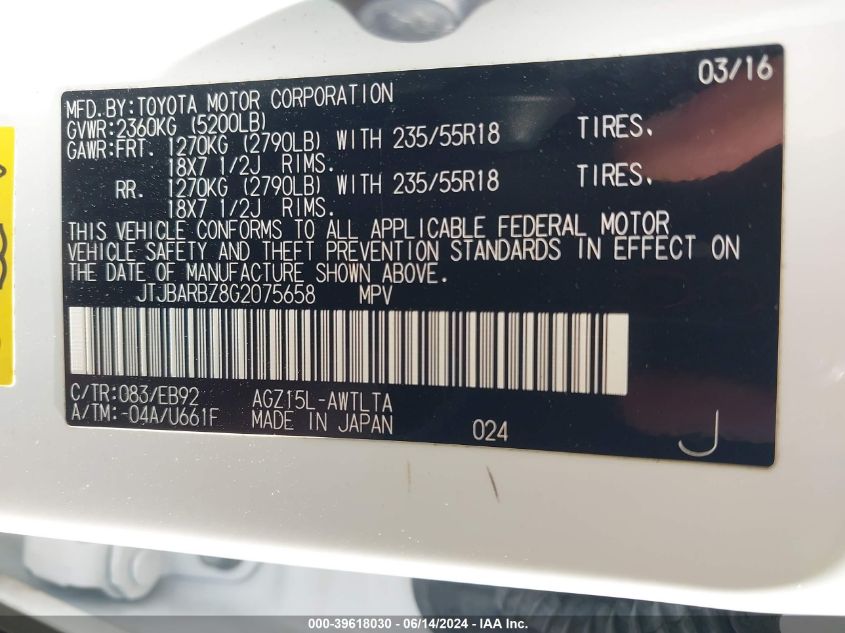 03/16
MFD.BY:TOYOTA MOTOR CORPORATION
GVWR:2360KG (5200LB)
GAWR:FRT. 1270KG (2790LB) WITH 235/55R18 TIRES.
18X7 1/2J RIMS.
RR. 1270KG (2790LB) WITH 235/55R18 TIRES.
18X7 1/2J RIMS.
THIS VEHICLE CONFORMS TO ALL APPLICABLE FEDERAL MOTOR
VEHICLE SAFETY AND THEFT PREVENTION STANDARDS IN EFFECT ON
THE DATE OF MANUFACTURE SHOWN ABOVE.
JTJBARBZ8G2075658 MPV
C/TR:083/EB92 AGZ15L-AWTLTA
A/TM:-04A/U661F MADE IN JAPAN 024 J
000-39618030 - 06/14/2024 - IAA Inc.